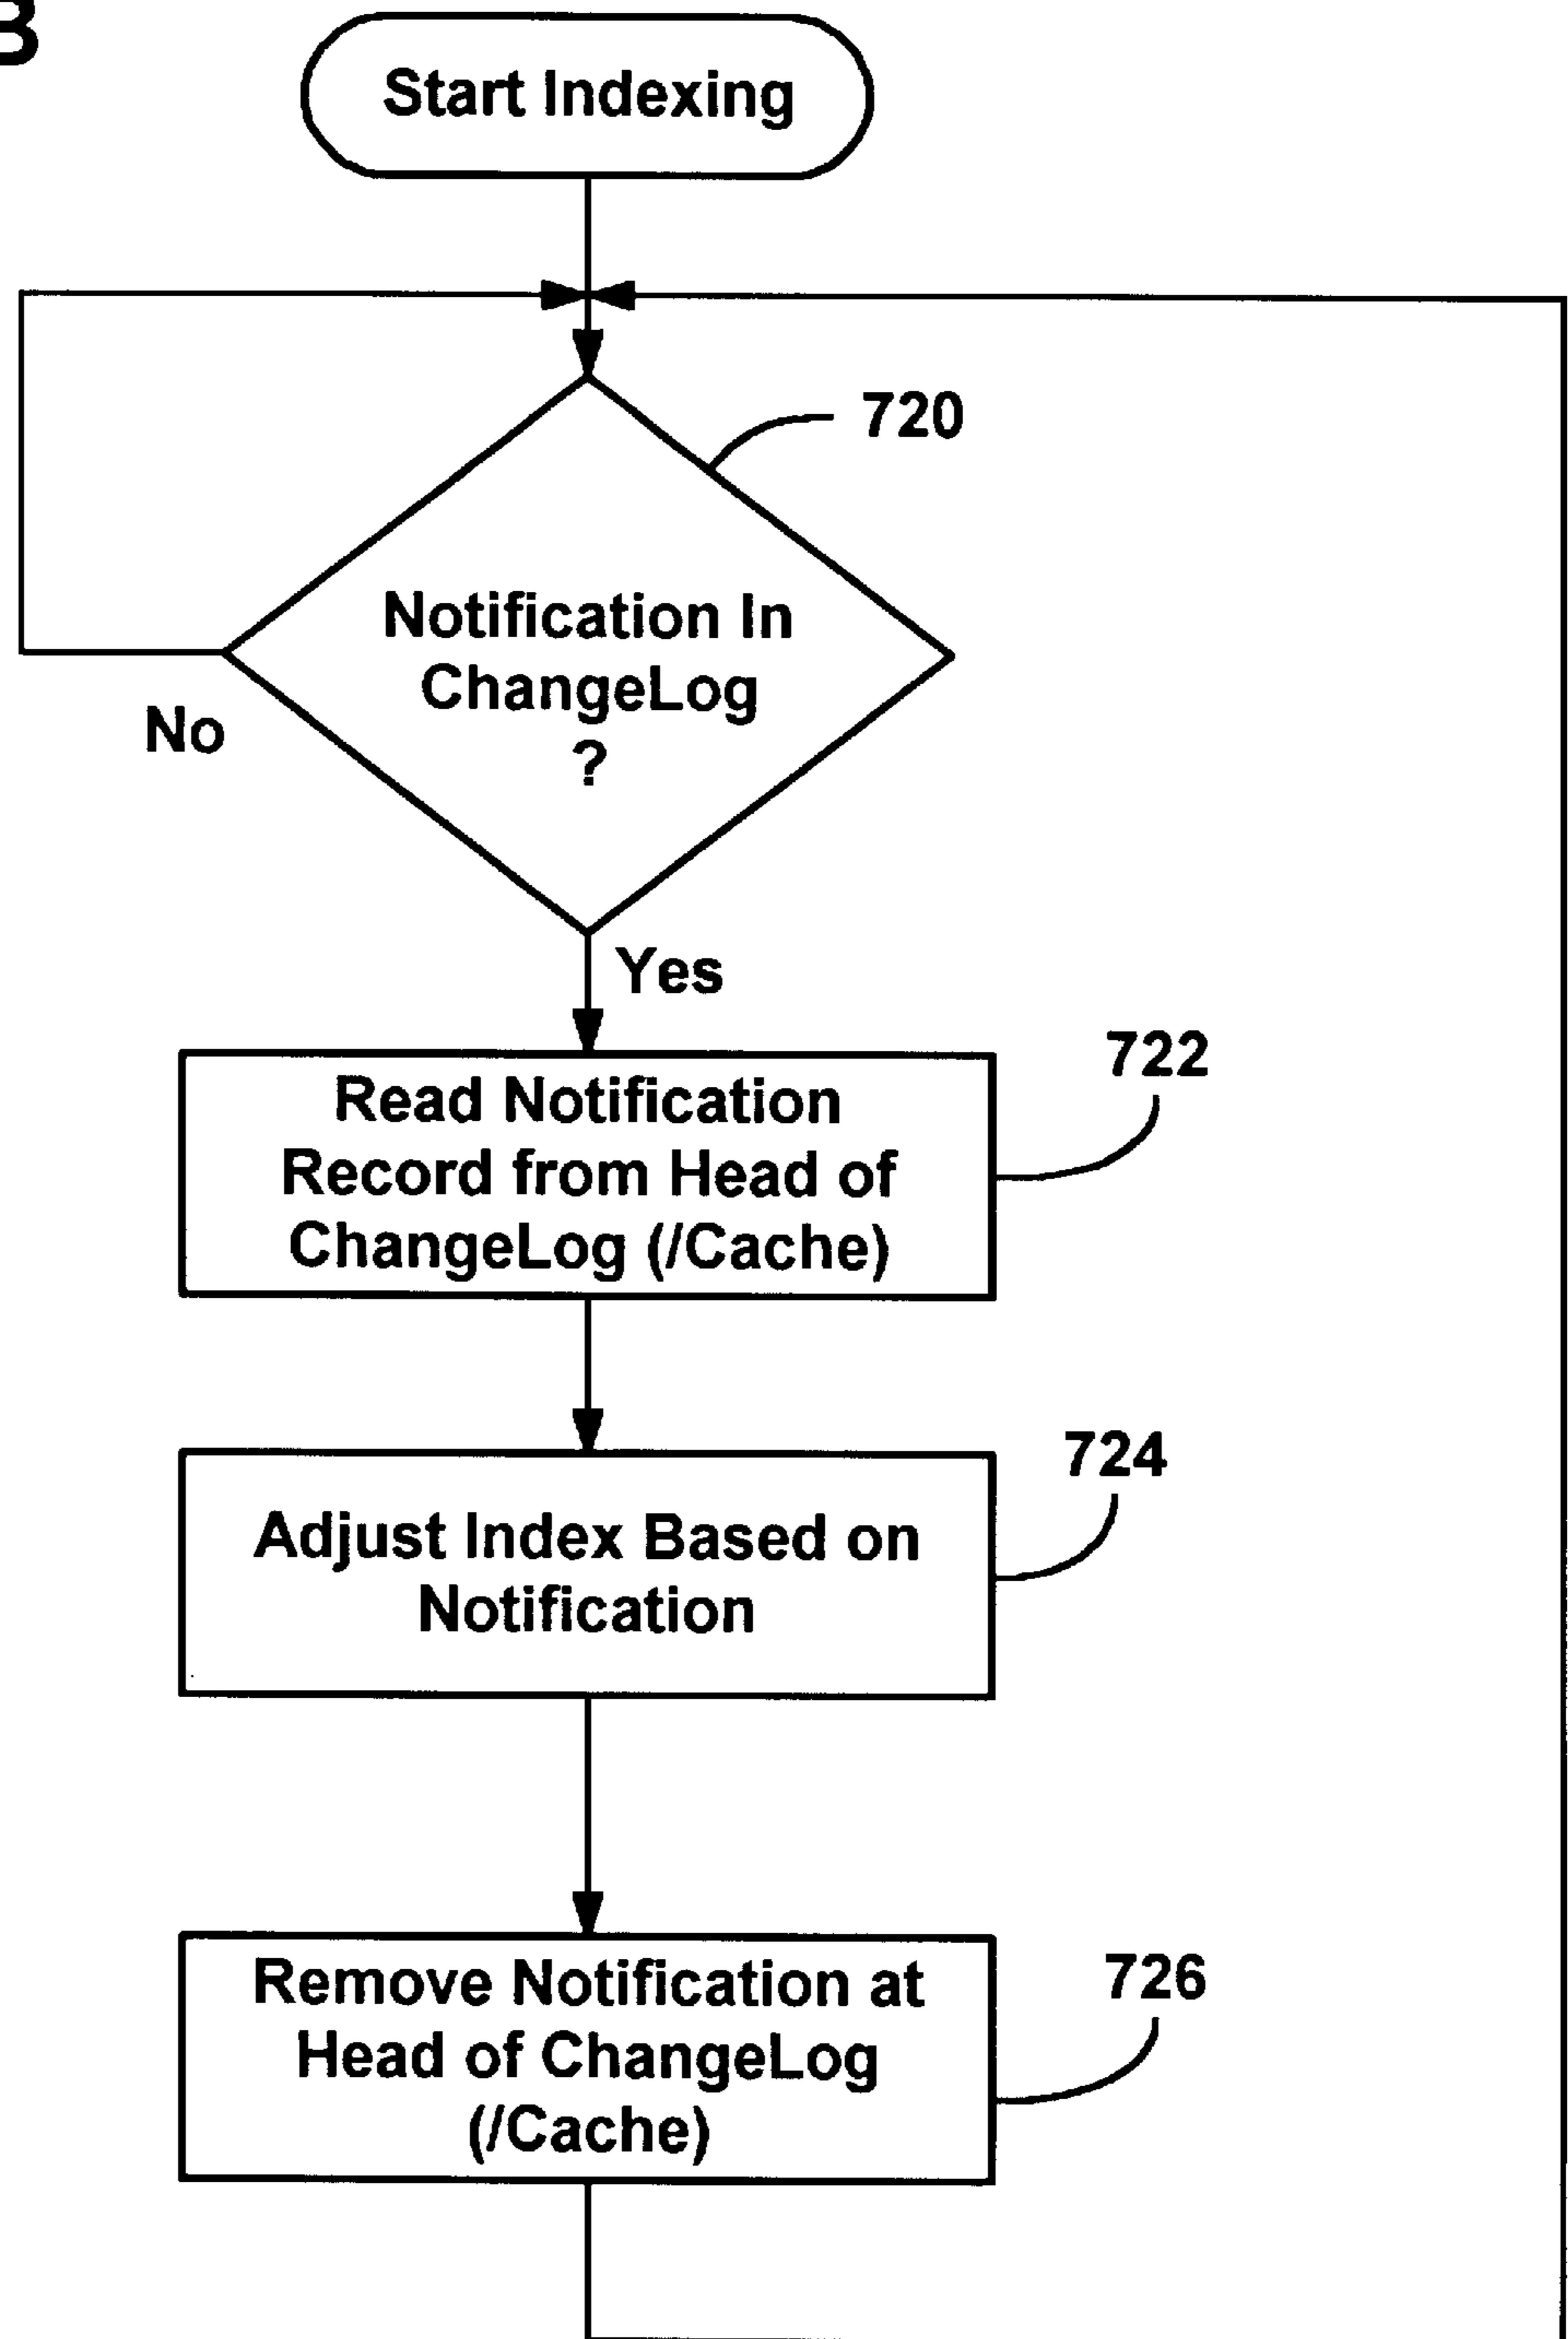 B
Start Indexing
720
Notification In
ChangeLog
?
No
Yes
722
Read Notification
Record from Head of
ChangeLog (/Cache)
724
Adjust Index Based on
Notification
726
Remove Notification at
Head of ChangeLog
(/Cache)